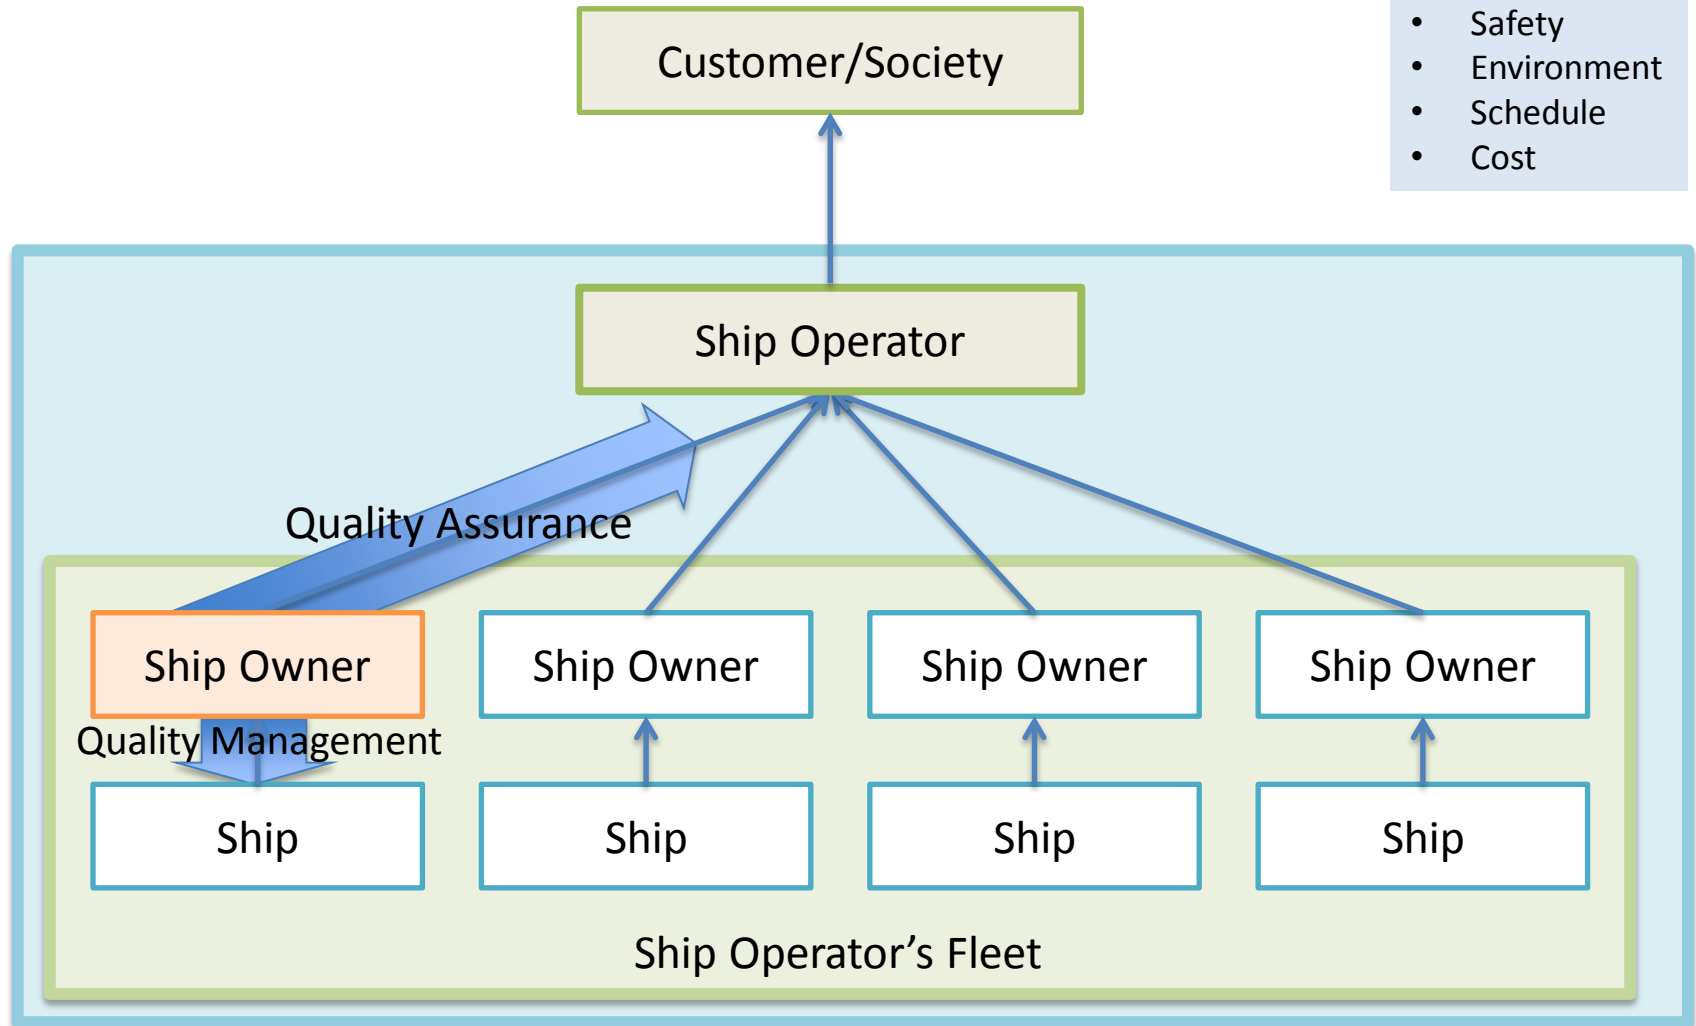 Customer/Society
• Safety
• Environment
• Schedule
• Cost
Ship Operator
Quality Assurance
Ship Owner
Ship Owner
Ship Owner
Ship Owner
Quality Management
Ship
Ship
Ship
Ship
Ship Operator’s Fleet